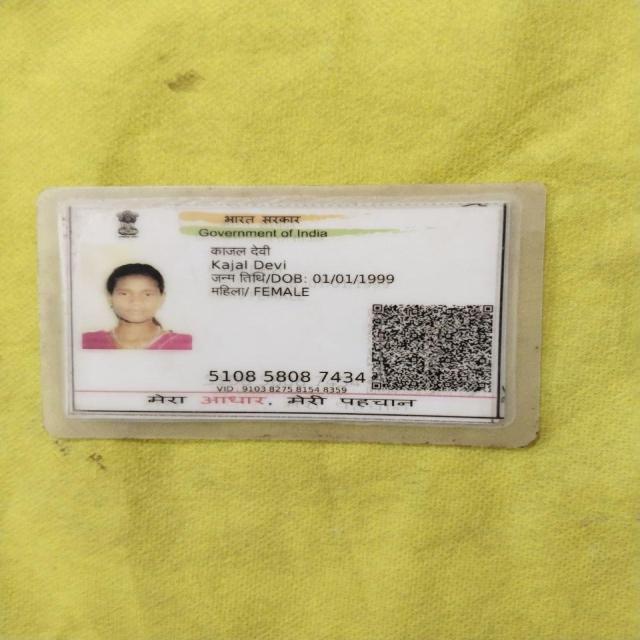 भारत सरकार
Government of India
काजल देवी
Kajal Devi
जन्म तिथि/DOB: 01/01/1999
महिला/ FEMALE
5108 5808 7434
VID : 9103 8275 8154 8359
मेरा आधार, मेरी पहचान